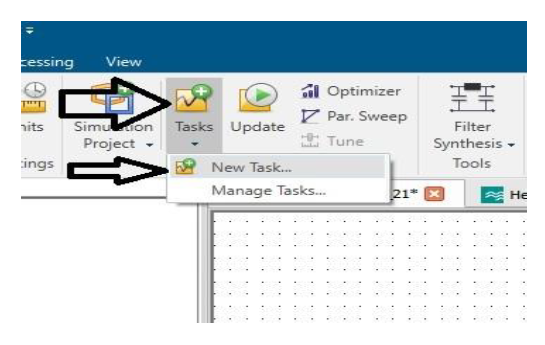 cessing View
Optimizer
Par. Sweep
Tune
nits Simulation Project Tasks Update Filter Synthesis
tings Tools
New Task...
Manage Tasks...
_21* He